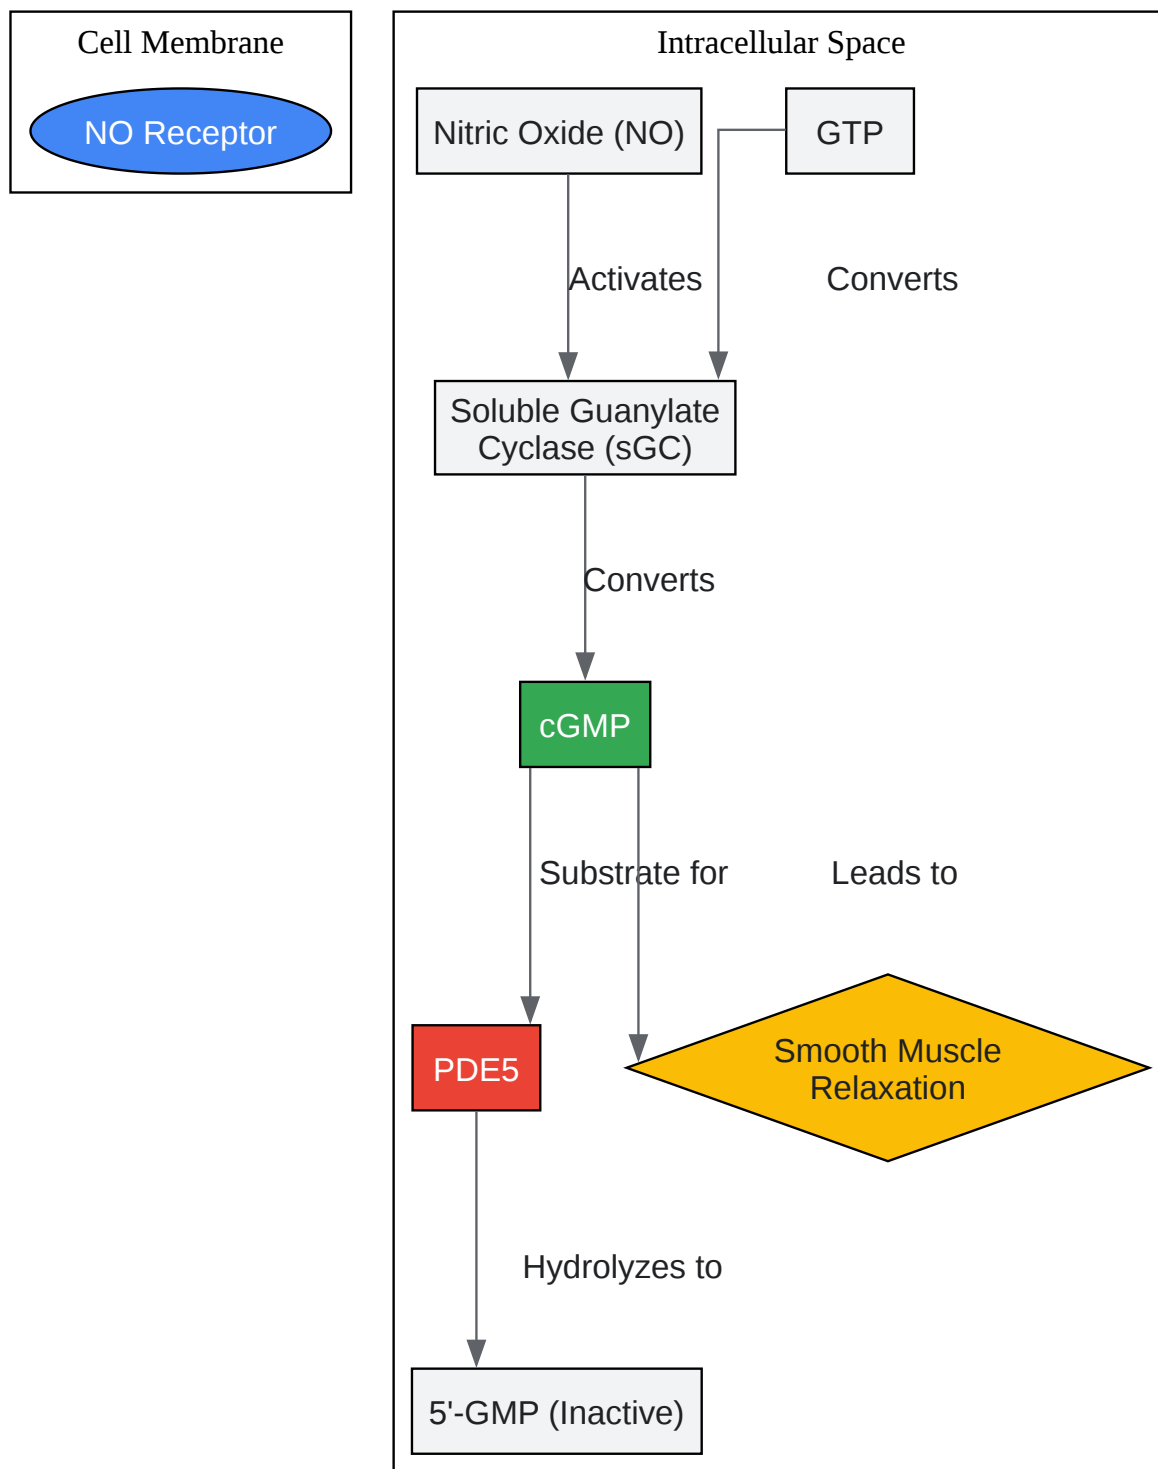 Cell Membrane
NO Receptor
Intracellular Space
Nitric Oxide (NO)
GTP
Activates
Converts
Soluble Guanylate
Cyclase (sGC)
Converts
cGMP
Substrate for
Leads to
PDE5
Smooth Muscle
Relaxation
Hydrolyzes to
5'-GMP (Inactive)